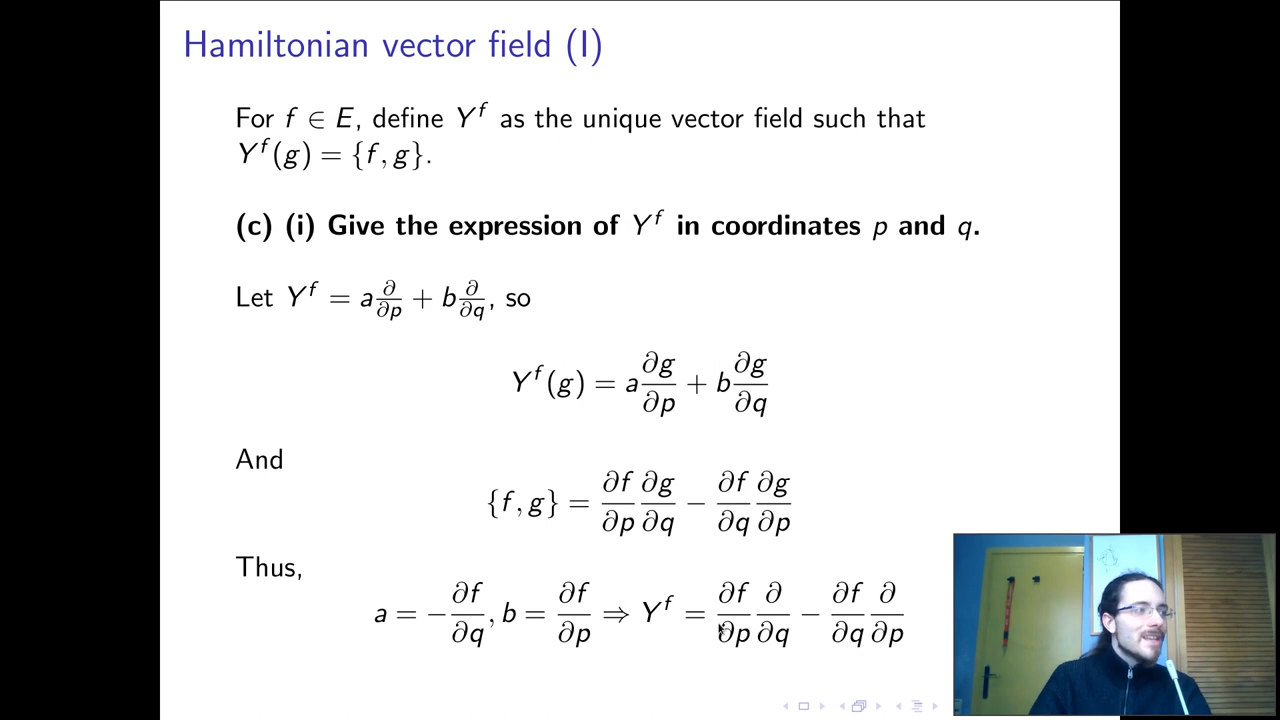 Hamiltonian vector field (I)
For f ∈ E, define Y^f as the unique vector field such that
Y^f(g) = {f, g}.
(c) (i) Give the expression of Y^f in coordinates p and q.
Let Y^f = a ∂/∂p + b ∂/∂q, so
Y^f(g) = a ∂g/∂p + b ∂g/∂q
And
{f, g} = ∂f/∂p ∂g/∂q − ∂f/∂q ∂g/∂p
Thus,
a = −∂f/∂q, b = ∂f/∂p ⇒ Y^f = ∂f/∂p ∂/∂q − ∂f/∂q ∂/∂p